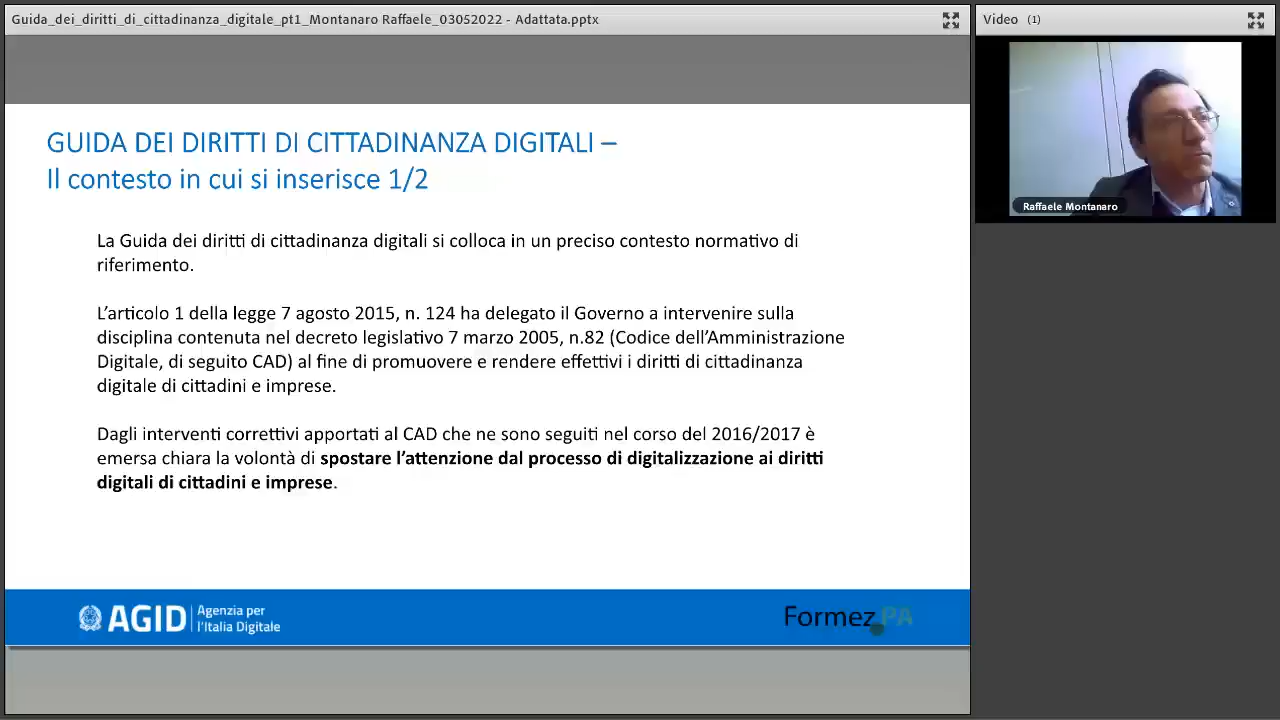 Guida_dei_diritti_di_cittadinanza_digitale_pt1_Montanaro Raffaele_03052022 - Adattata.pptx
Video (1)
Raffaele Montanaro
GUIDA DEI DIRITTI DI CITTADINANZA DIGITALI –
Il contesto in cui si inserisce 1/2
La Guida dei diritti di cittadinanza digitali si colloca in un preciso contesto normativo di
riferimento.
L’articolo 1 della legge 7 agosto 2015, n. 124 ha delegato il Governo a intervenire sulla
disciplina contenuta nel decreto legislativo 7 marzo 2005, n.82 (Codice dell’Amministrazione
Digitale, di seguito CAD) al fine di promuovere e rendere effettivi i diritti di cittadinanza
digitale di cittadini e imprese.
Dagli interventi correttivi apportati al CAD che ne sono seguiti nel corso del 2016/2017 è
emersa chiara la volontà di spostare l’attenzione dal processo di digitalizzazione ai diritti
digitali di cittadini e imprese.
AGID
Agenzia per
l’Italia Digitale
Formez PA